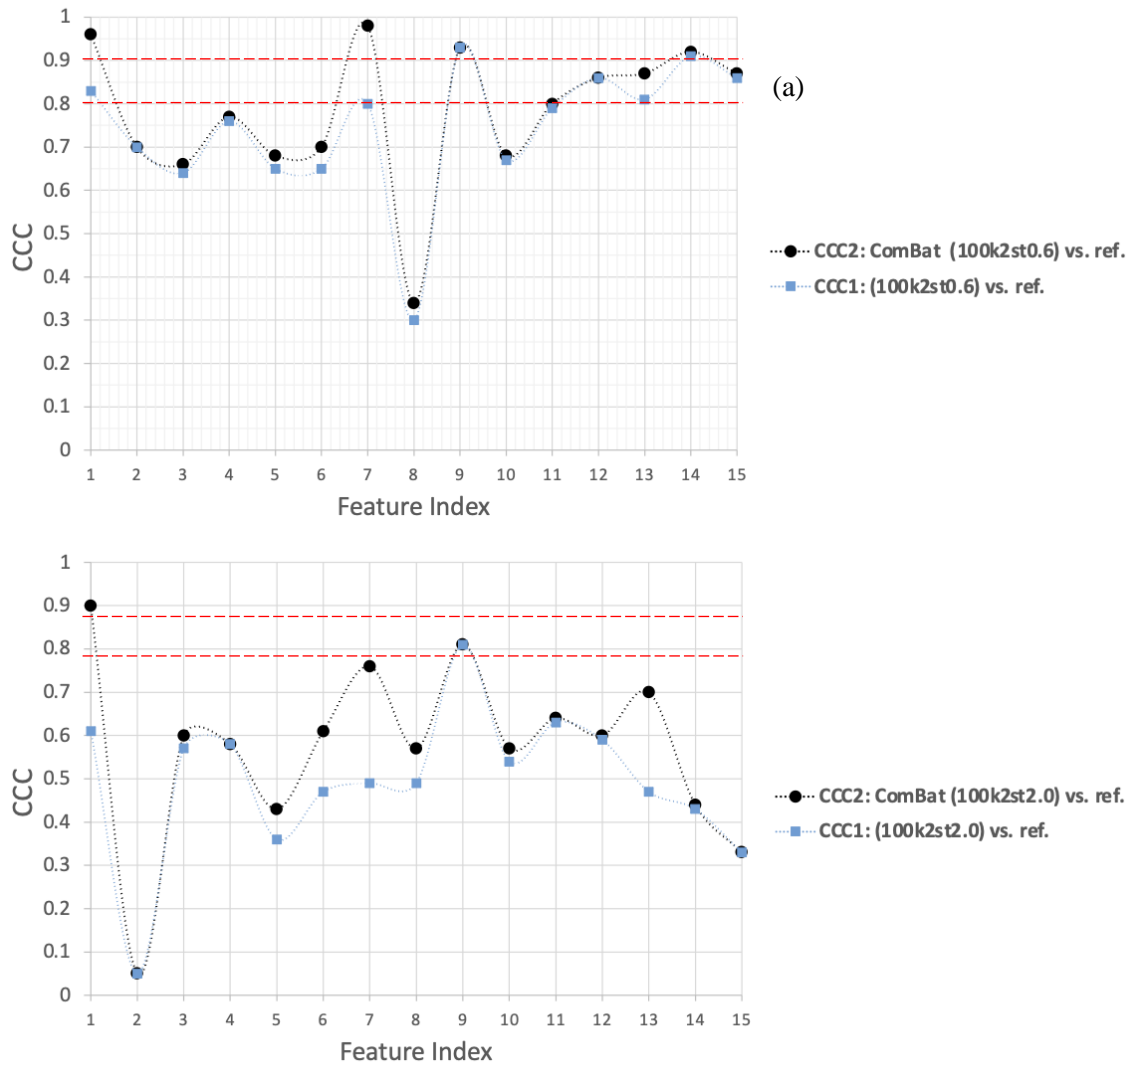 1
0.9
0.8
0.7
0.6
0.5
0.4
0.3
0.2
0.1
0
CCC
1 2 3 4 5 6 7 8 9 10 11 12 13 14 15
Feature Index
(a)
CCC2: ComBat (100k2st0.6) vs. ref.
CCC1: (100k2st0.6) vs. ref.
1
0.9
0.8
0.7
0.6
0.5
0.4
0.3
0.2
0.1
0
CCC
1 2 3 4 5 6 7 8 9 10 11 12 13 14 15
Feature Index
CCC2: ComBat (100k2st2.0) vs. ref.
CCC1: (100k2st2.0) vs. ref.